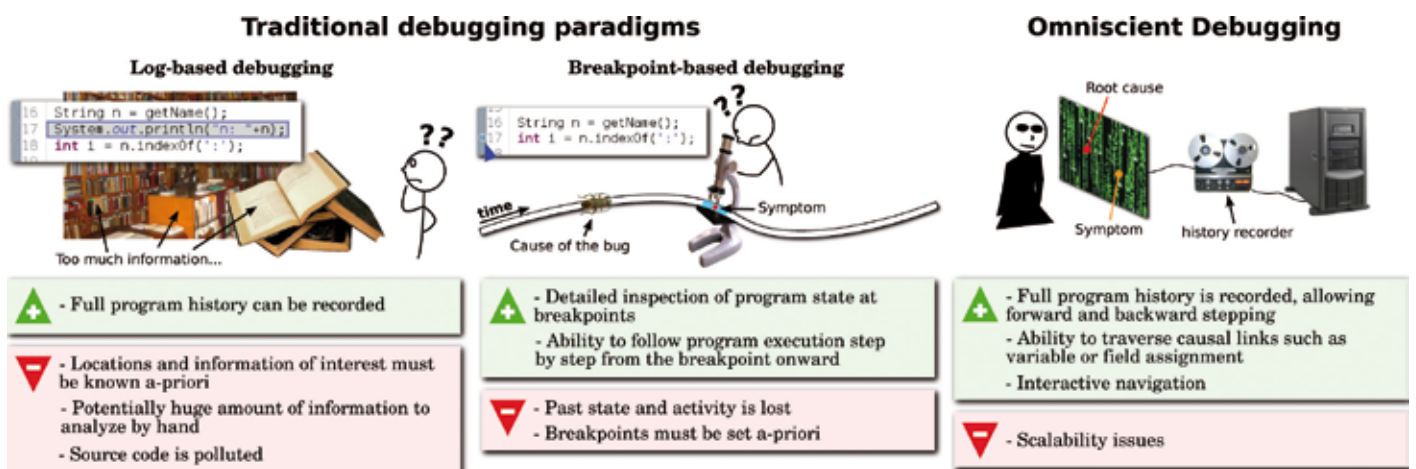 Traditional debugging paradigms
Log-based debugging
16 String n = getName();
17 System.out.println("n: "+n);
18 int i = n.indexOf(':');
??
Too much information...
- Full program history can be recorded
- Locations and information of interest must
be known a-priori
- Potentially huge amount of information to
analyze by hand
- Source code is polluted
Breakpoint-based debugging
16 String n = getName();
17 int i = n.indexOf(':');
??
time
Symptom
Cause of the bug
- Detailed inspection of program state at
breakpoints
- Ability to follow program execution step
by step from the breakpoint onward
- Past state and activity is lost
- Breakpoints must be set a-priori
Omniscient Debugging
Root cause
Symptom
history recorder
- Full program history is recorded, allowing
forward and backward stepping
- Ability to traverse causal links such as
variable or field assignment
- Interactive navigation
- Scalability issues